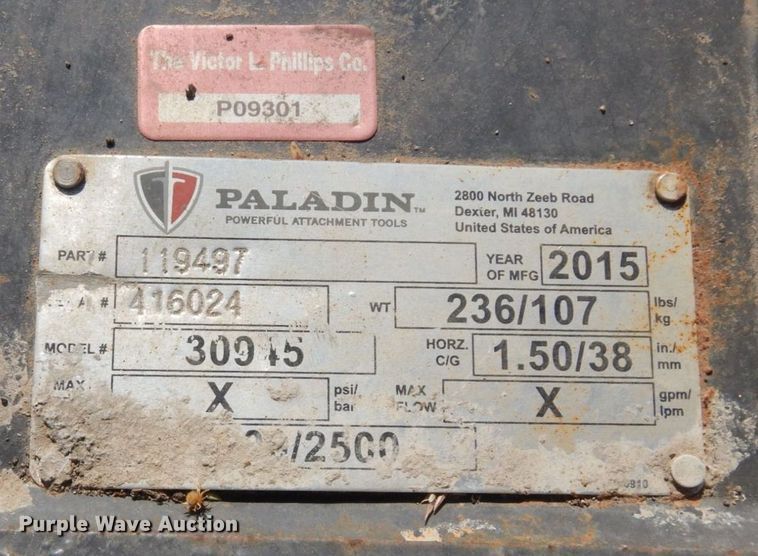 The Victor L. Phillips Co.
P09301
PALADIN™
POWERFUL ATTACHMENT TOOLS
2800 North Zeeb Road
Dexter, MI 48130
United States of America
PART # 119497
YEAR OF MFG 2015
# 416024
WT 236/107 lbs/ kg
MODEL # 30945
HORZ. C/G 1.50/38 in./ mm
MAX X psi/ bar
MAX FLOW X gpm/ lpm
/2500
Purple Wave Auction